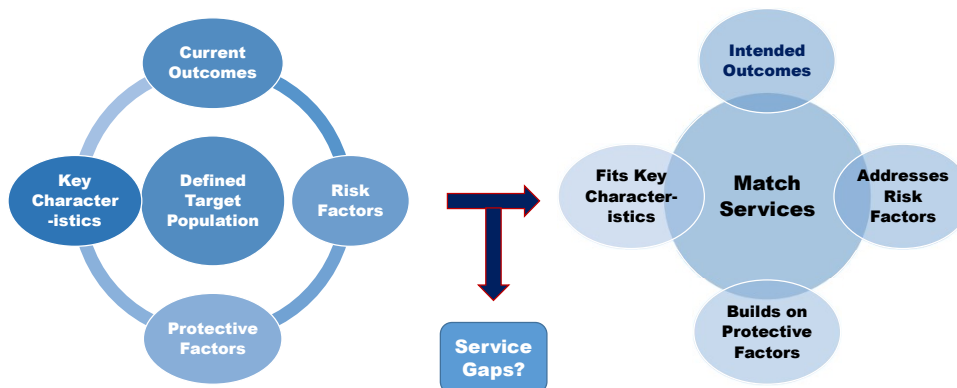 Current
Outcomes
Key
Character
-istics
Defined
Target
Population
Risk
Factors
Protective
Factors
Service
Gaps?
Intended
Outcomes
Fits Key
Character-
istics
Match
Services
Addresses
Risk
Factors
Builds on
Protective
Factors